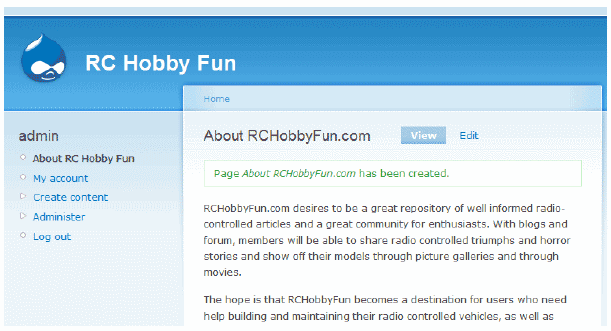 RC Hobby Fun
Home
admin
About RC Hobby Fun
My account
Create content
Administer
Log out
About RCHobbyFun.com View Edit
Page About RCHobbyFun.com has been created.
RCHobbyFun.com desires to be a great repository of well informed radio-
controlled articles and a great community for enthusiasts. With blogs and
forum, members will be able to share radio controlled triumphs and horror
stories and show off their models through picture galleries and through
movies.
The hope is that RCHobbyFun becomes a destination for users who need
help building and maintaining their radio controlled vehicles, as well as